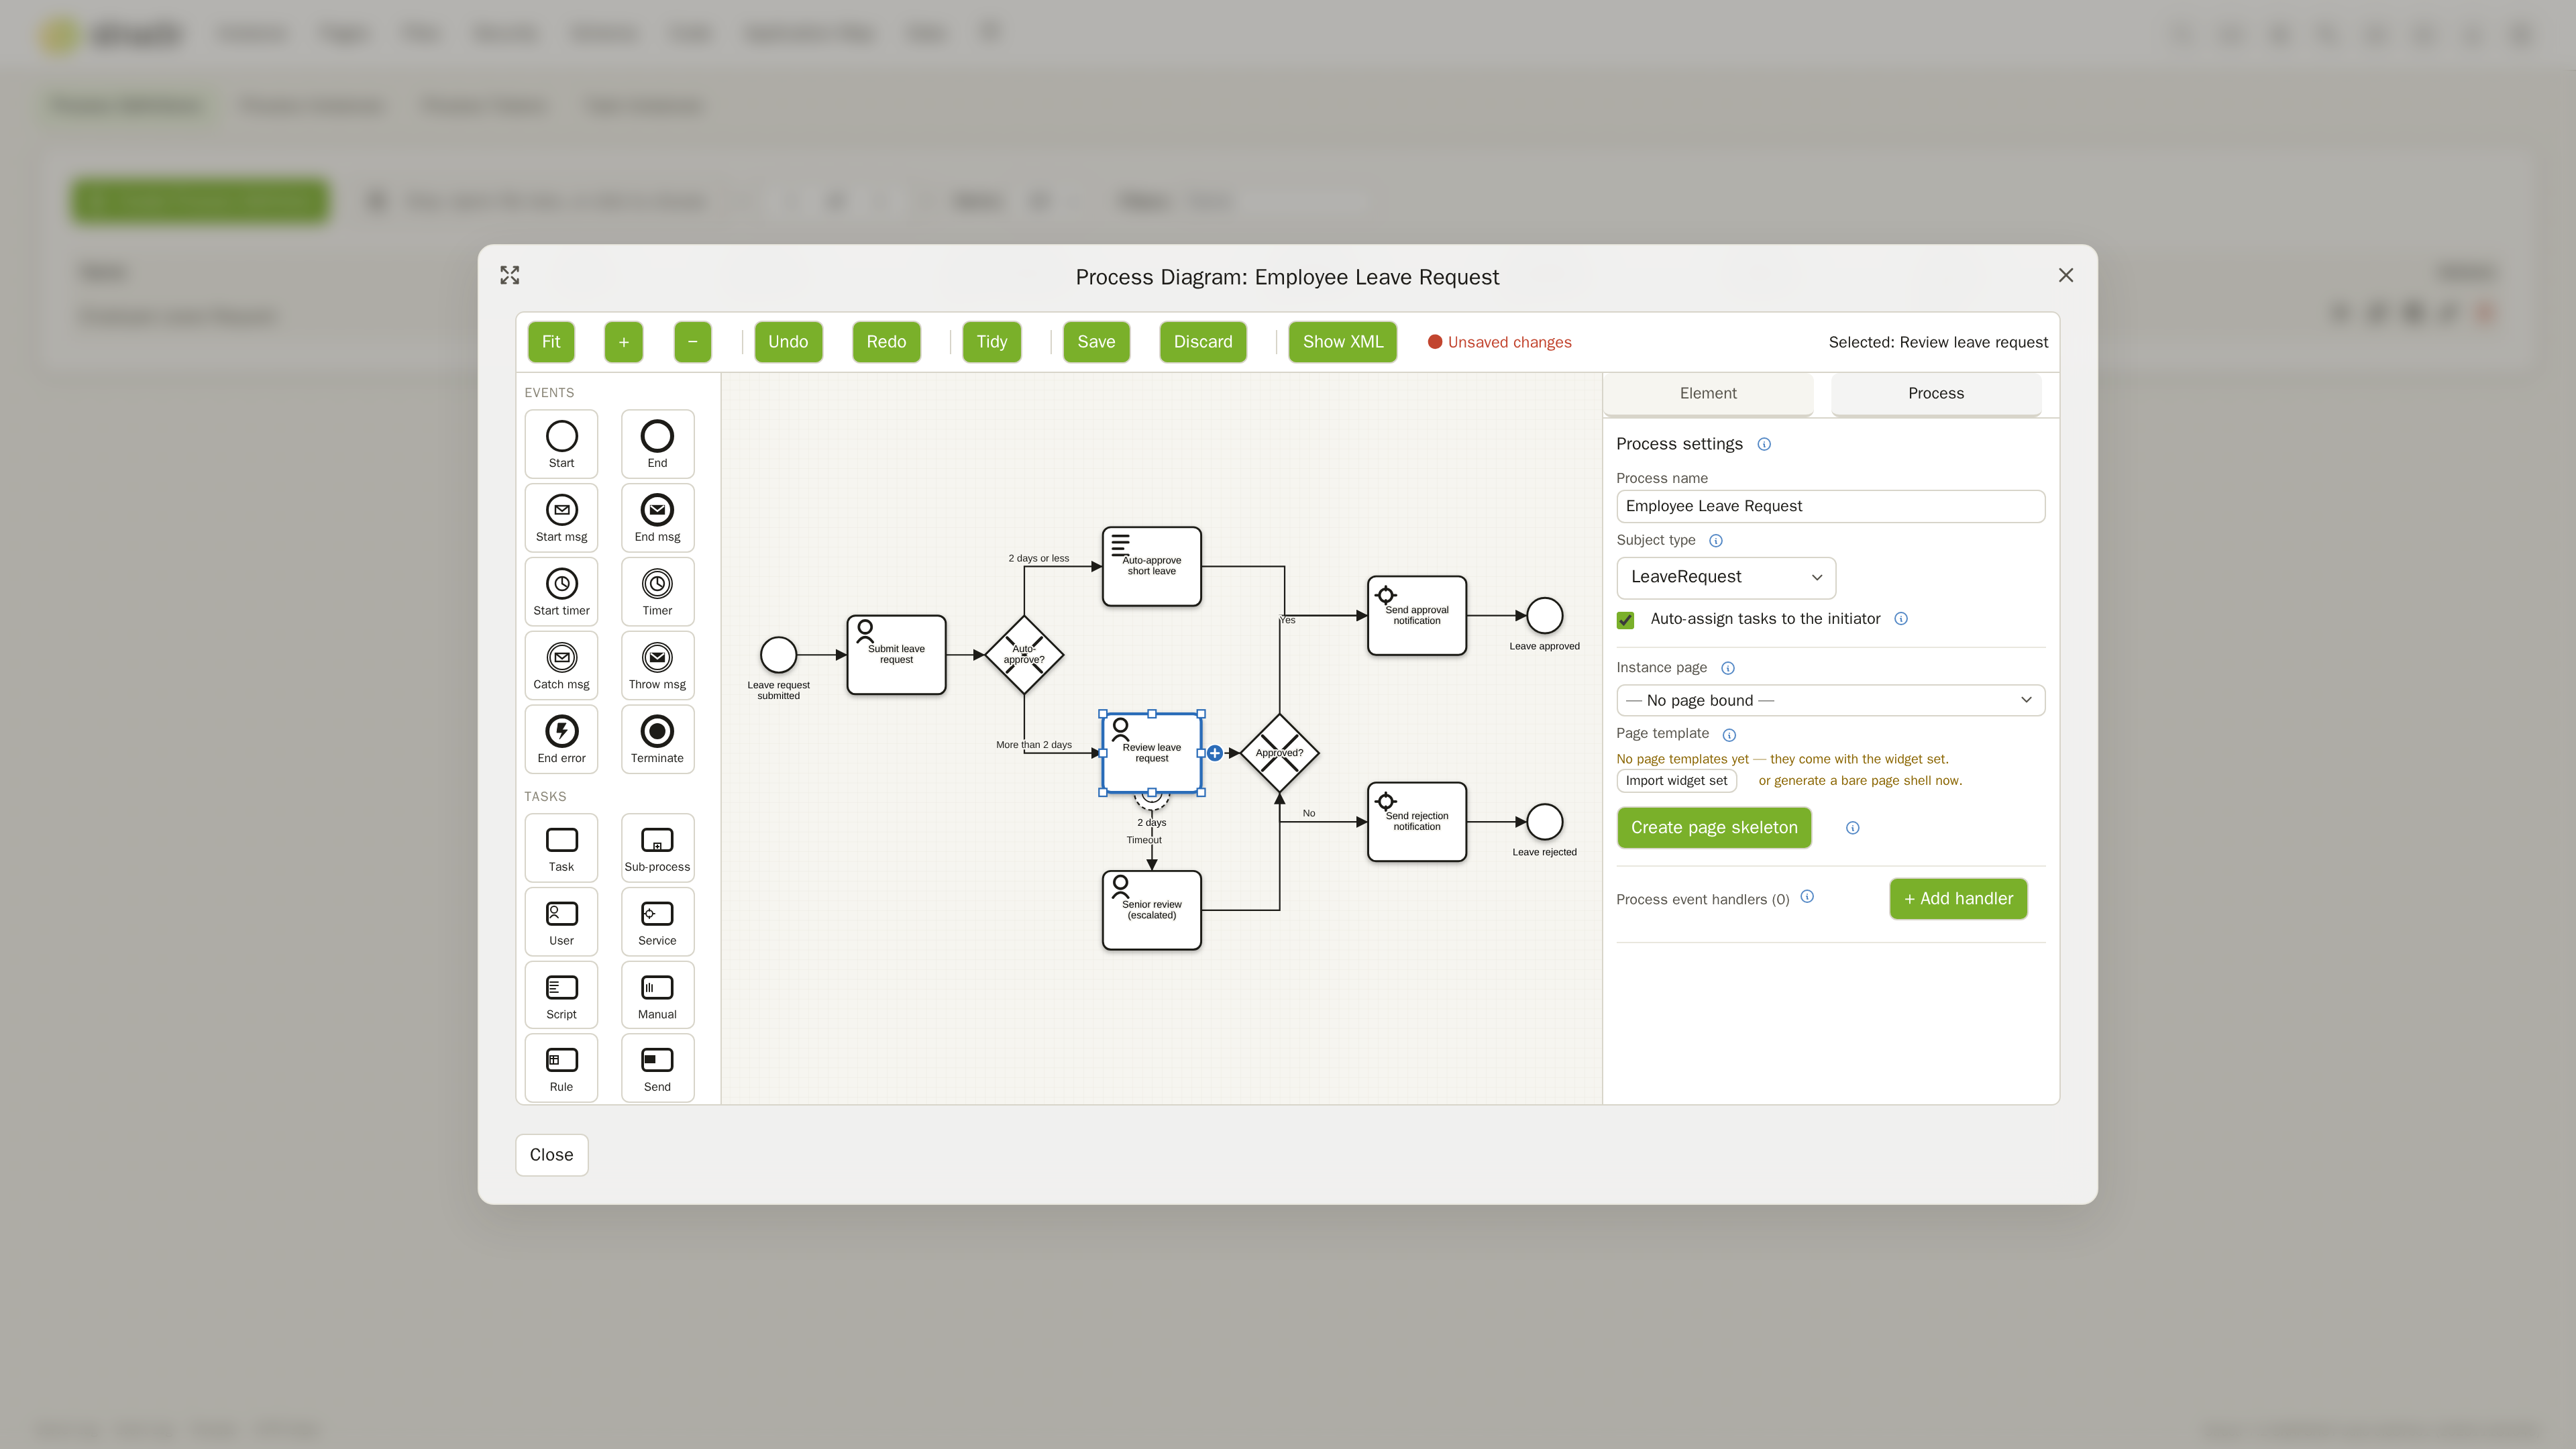 Process Diagram: Employee Leave Request
Fit
+
−
Undo
Redo
Tidy
Save
Discard
Show XML
Unsaved changes
Selected: Review leave request
EVENTS
Start
End
Start msg
End msg
Start timer
Timer
Catch msg
Throw msg
End error
Terminate
TASKS
Task
Sub-process
User
Service
Script
Manual
Rule
Send
Leave request
submitted
Submit leave
request
Auto-
approve?
2 days or less
Auto-approve
short leave
More than 2 days
Review leave
request
2 days
Timeout
Senior review
(escalated)
Approved?
Yes
No
Send approval
notification
Leave approved
Send rejection
notification
Leave rejected
Element
Process
Process settings
Process name
Employee Leave Request
Subject type
LeaveRequest
Auto-assign tasks to the initiator
Instance page
— No page bound —
Page template
No page templates yet — they come with the widget set.
Import widget set
or generate a bare page shell now.
Create page skeleton
Process event handlers (0)
+ Add handler
Close